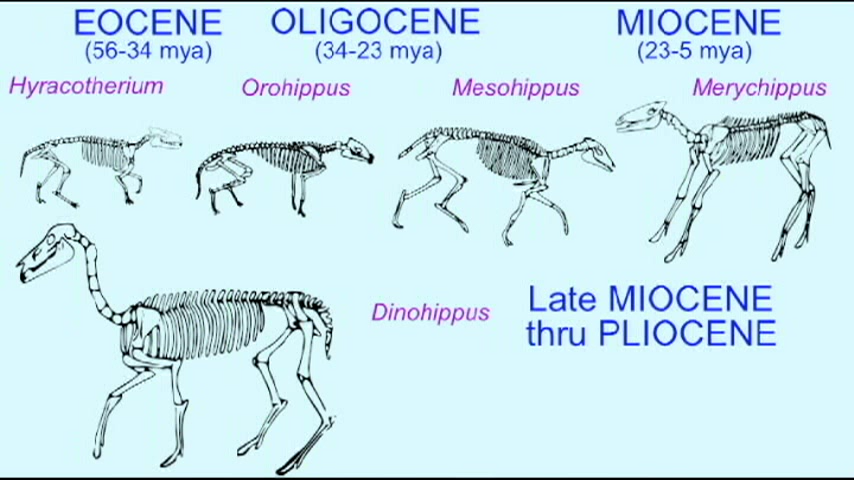 EOCENE
(56-34 mya)
OLIGOCENE
(34-23 mya)
MIOCENE
(23-5 mya)
Hyracotherium
Orohippus
Mesohippus
Merychippus
Dinohippus
Late MIOCENE
thru PLIOCENE